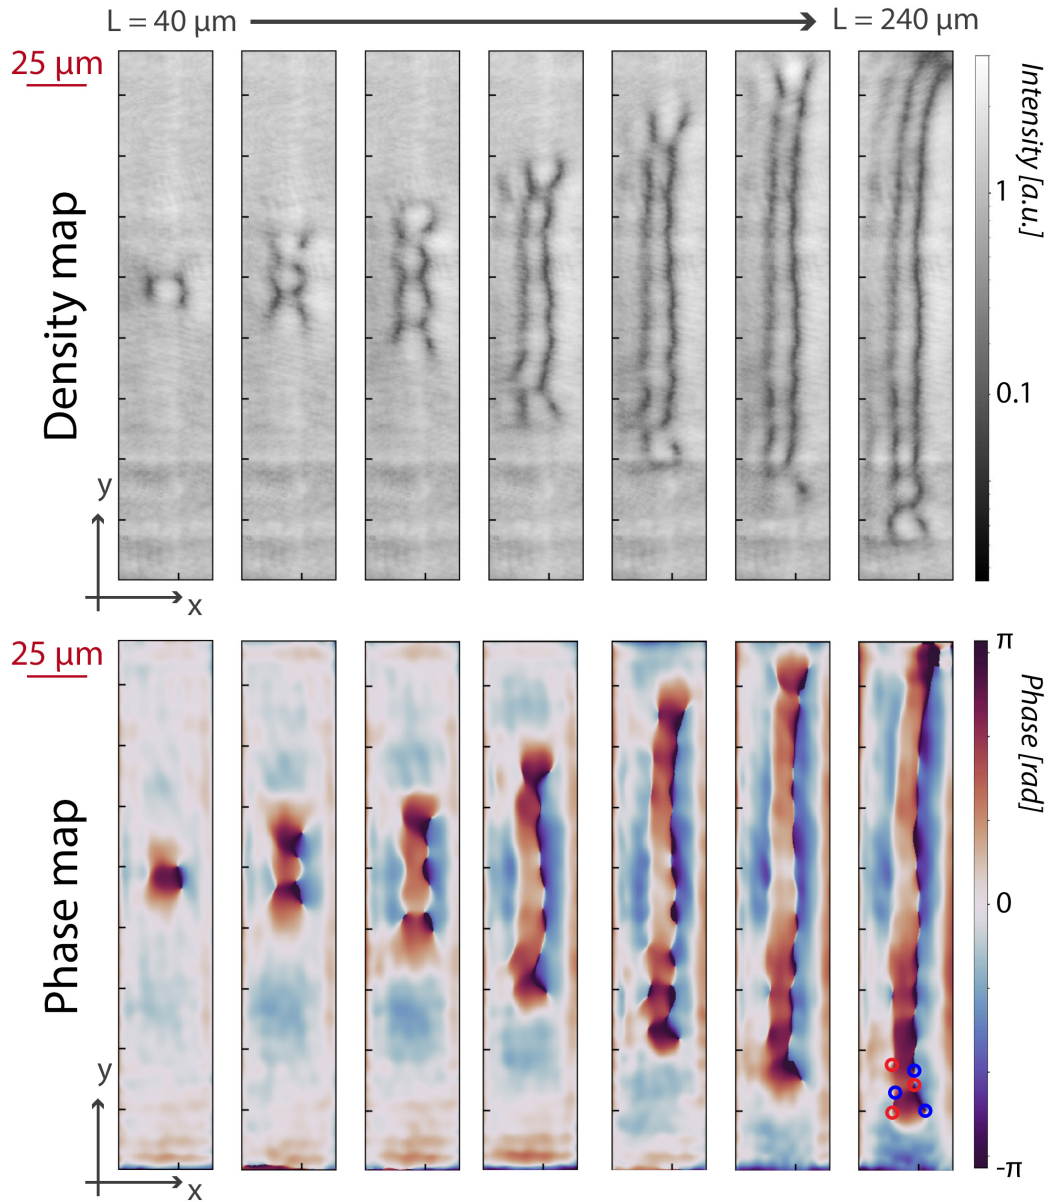 L = 40 μm
L = 240 μm
25 μm
Density map
Intensity [a.u.]
1
0.1
y
x
25 μm
Phase map
π
Phase [rad]
0
-π
y
x